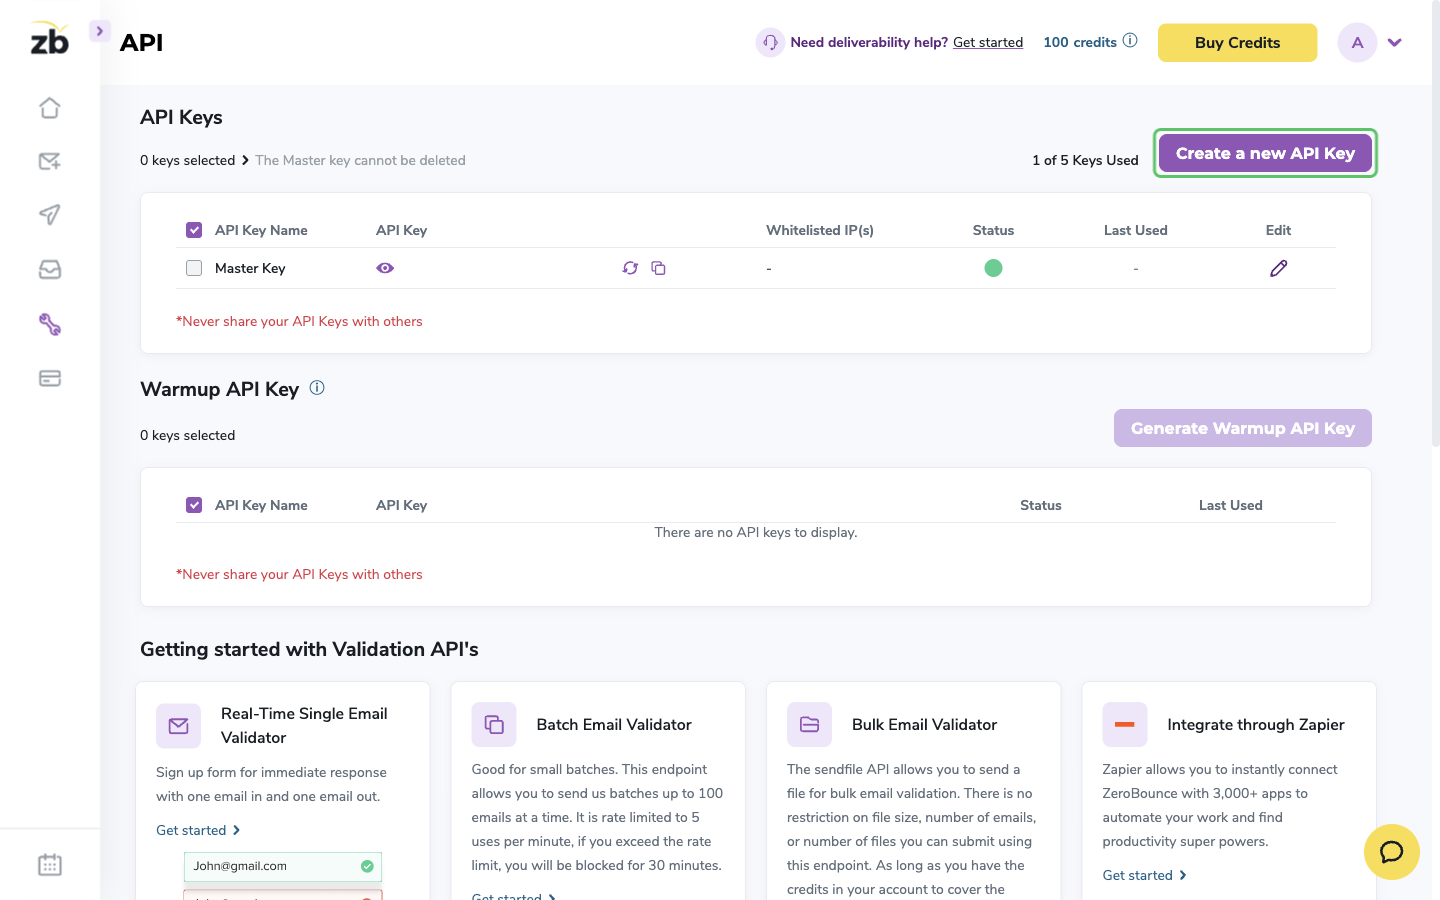 zb
API
Need deliverability help? Get started
100 credits
Buy Credits
A
API Keys
0 keys selected
The Master key cannot be deleted
1 of 5 Keys Used
Create a new API Key
API Key Name
API Key
Whitelisted IP(s)
Status
Last Used
Edit
Master Key
-
-
*Never share your API Keys with others
Warmup API Key
0 keys selected
Generate Warmup API Key
API Key Name
API Key
Status
Last Used
There are no API keys to display.
*Never share your API Keys with others
Getting started with Validation API's
Real-Time Single Email
Validator
Sign up form for immediate response
with one email in and one email out.
Get started
John@gmail.com
Batch Email Validator
Good for small batches. This endpoint
allows you to send us batches up to 100
emails at a time. It is rate limited to 5
uses per minute, if you exceed the rate
limit, you will be blocked for 30 minutes.
Get started
Bulk Email Validator
The sendfile API allows you to send a
file for bulk email validation. There is no
restriction on file size, number of emails,
or number of files you can submit using
this endpoint. As long as you have the
credits in your account to cover the
Integrate through Zapier
Zapier allows you to instantly connect
ZeroBounce with 3,000+ apps to
automate your work and find
productivity super powers.
Get started